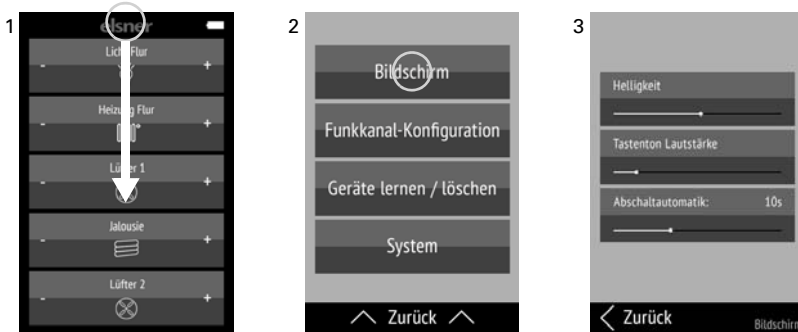 1
elsner
Licht Flur
- +
Heizung Flur
- +
Lüfter 1
- +
Jalousie
- +
Lüfter 2
- +
2
Bildschirm
Funkkanal-Konfiguration
Geräte lernen / löschen
System
Zurück
3
Helligkeit
Tastenton Lautstärke
Abschaltautomatik: 10s
Zurück
Bildschirm